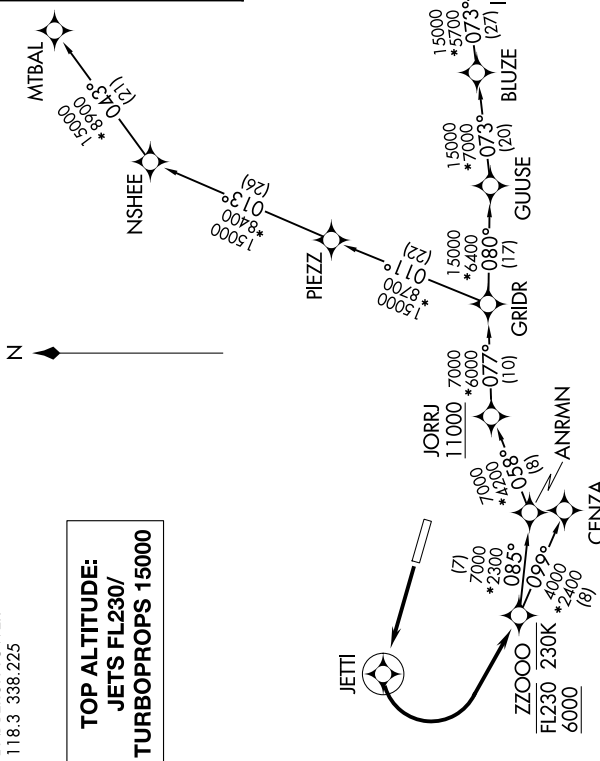 118.3 338.225
TOP ALTITUDE:
JETS FL230/
TURBOPROPS 15000
N
MTBAL
043°
(21)
15000
*8900
NSHEE
013°
(26)
15000
*8400
PIEZZ
011°
(22)
15000
*8700
GRIDR
15000
*6400
080°
(17)
GUUSE
15000
*7000
073°
(20)
BLUZE
15000
*5700
073°
(27)
JORRJ
11000
7000
*6000
077°
(10)
ANRMN
7000
*4200
058°
(8)
CENZA
(7)
7000
*2300
085°
099°
4000
*2400
(8)
JETTI
ZZOOO
FL230 230K
6000